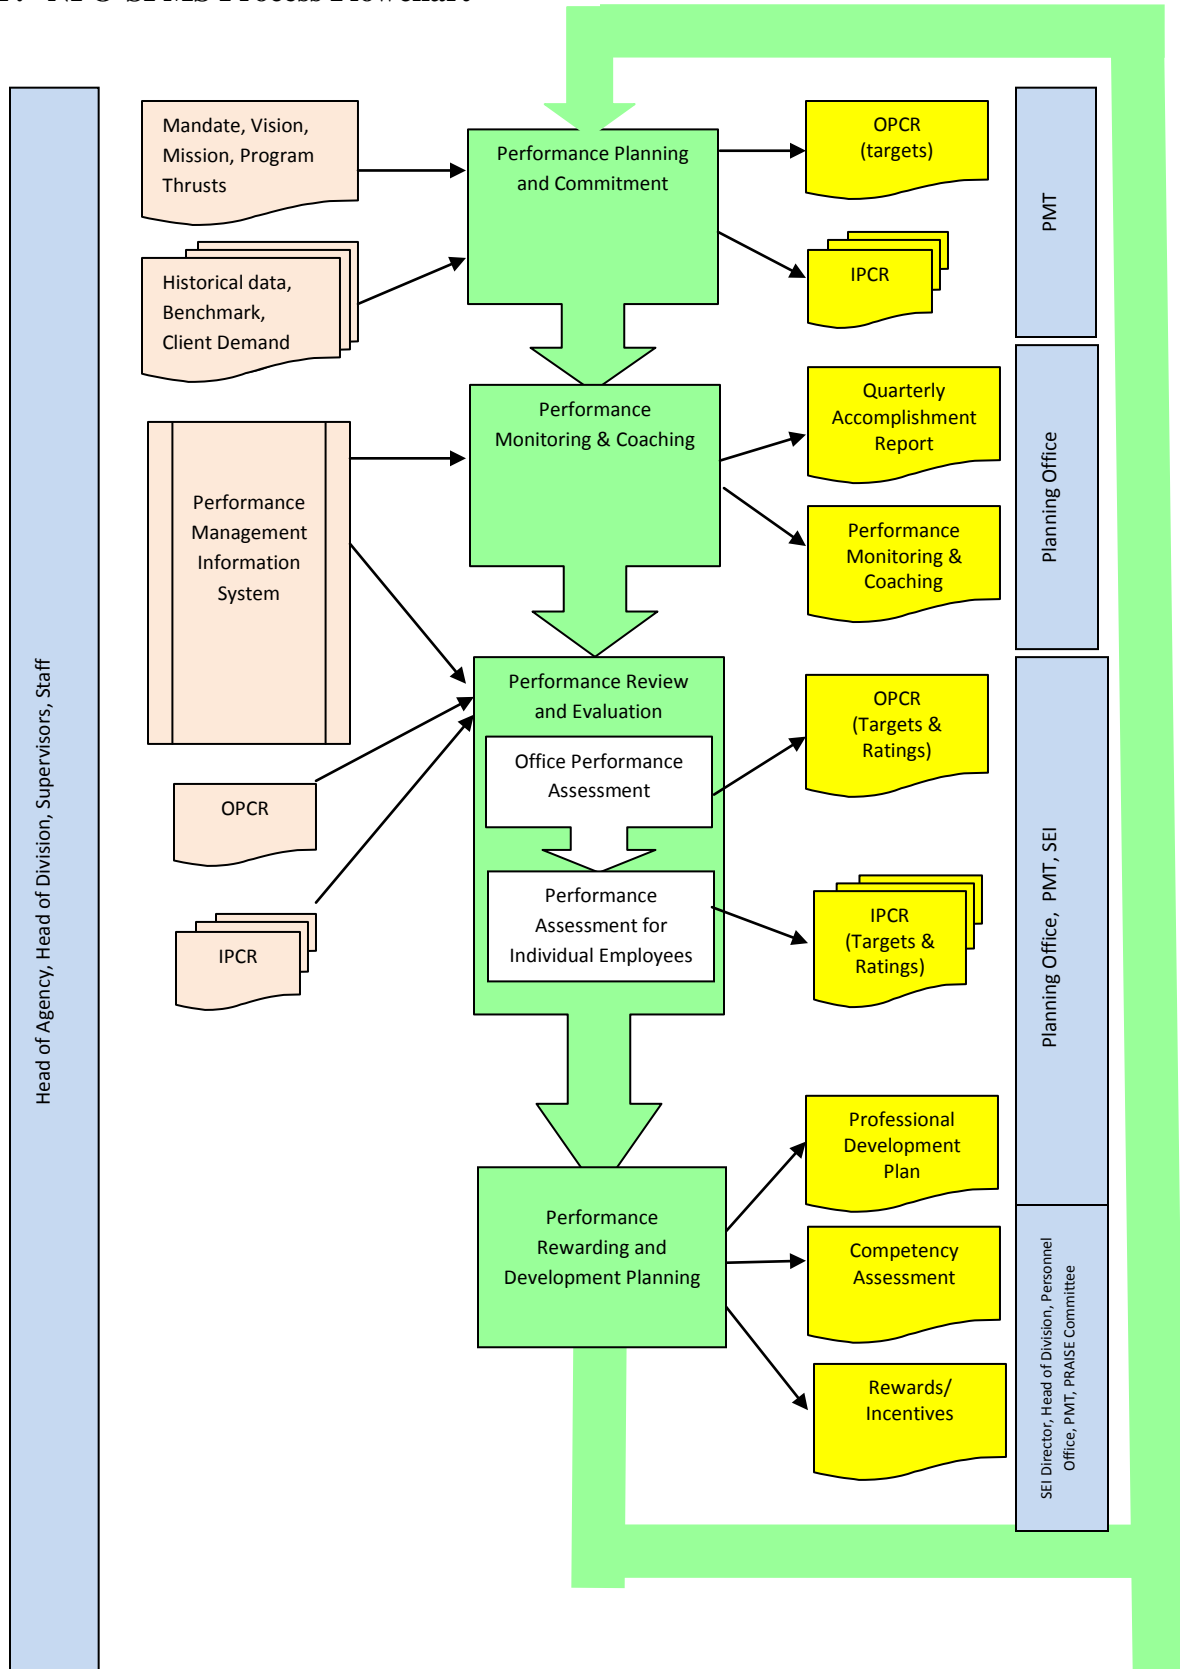 Mandate, Vision,
Mission, Program
Thrusts
Historical data,
Benchmark,
Client Demand
Performance Planning
and Commitment
OPCR
(targets)
IPCR
PMT
Performance
Monitoring & Coaching
Quarterly
Accomplishment
Report
Performance
Monitoring &
Coaching
Planning Office
Performance
Management
Information
System
Head of Agency, Head of Division, Supervisors, Staff
Performance Review
and Evaluation
Office Performance
Assessment
Performance
Assessment for
Individual Employees
OPCR
IPCR
OPCR
(Targets &
Ratings)
IPCR
(Targets &
Ratings)
Planning Office, PMT, SEI
Performance
Rewarding and
Development Planning
Professional
Development
Plan
Competency
Assessment
Rewards/
Incentives
SEI Director, Head of Division, Personnel
Office, PMT, PRAISE Committee